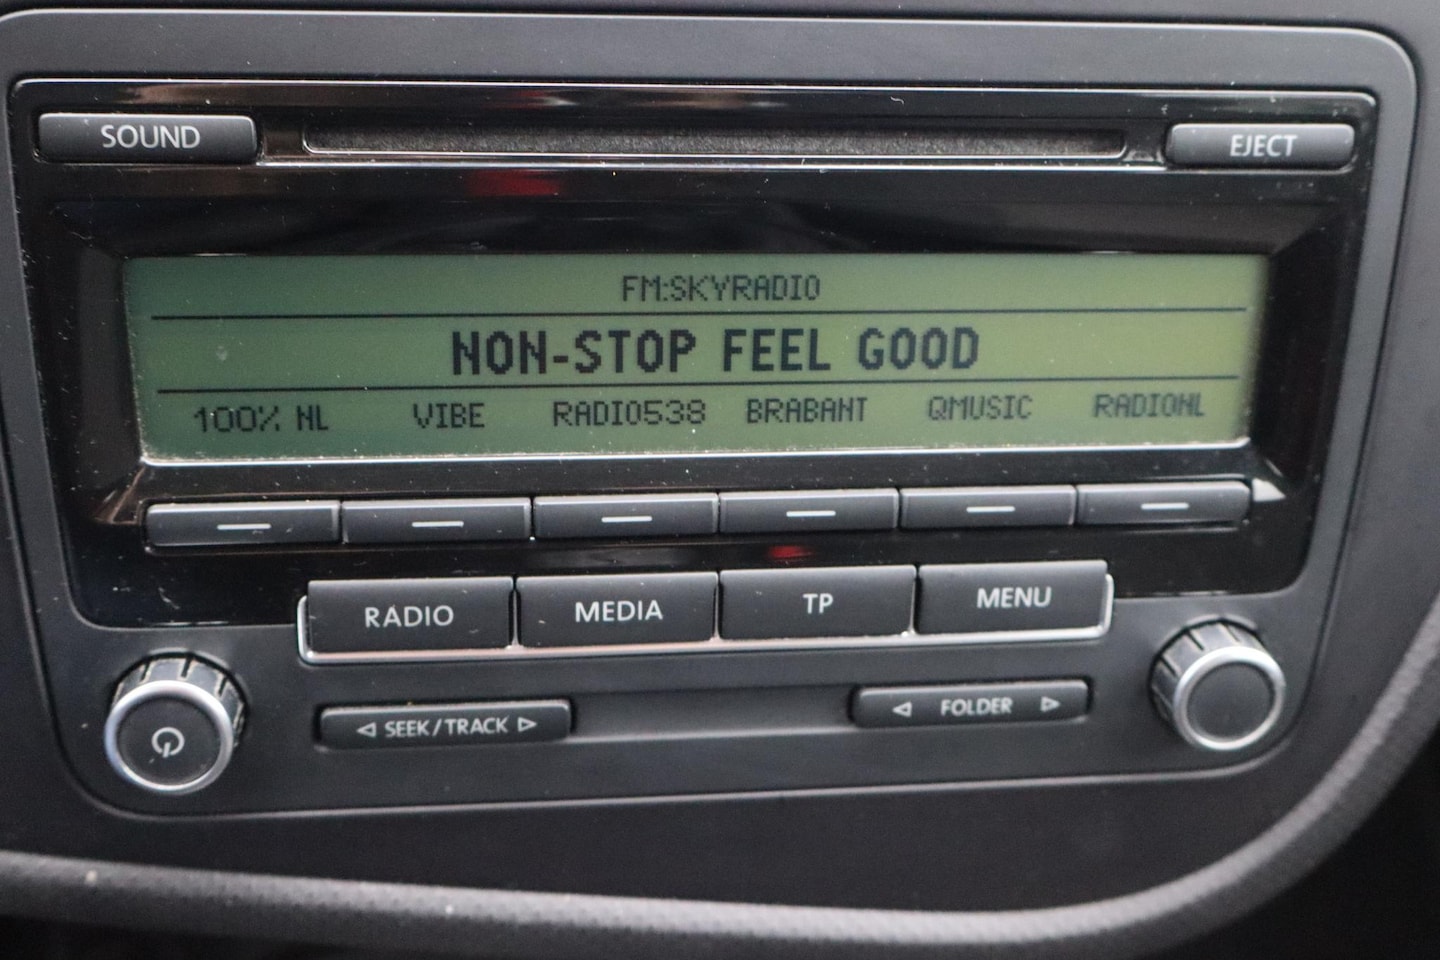 SOUND EJECT
FM:SKYRADIO
NON-STOP FEEL GOOD
100% NL VIBE RADIO538 BRABANT QMUSIC RADIONL
RADIO MEDIA TP MENU
SEEK/TRACK FOLDER